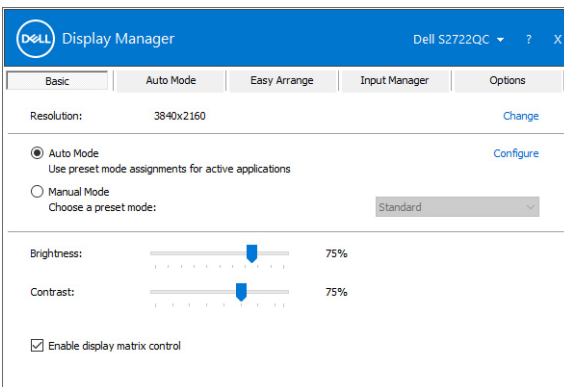 DELL Display Manager Dell S2722QC ? X
Basic Auto Mode Easy Arrange Input Manager Options
Resolution: 3840x2160 Change
Auto Mode Configure
Use preset mode assignments for active applications
Manual Mode
Choose a preset mode: Standard
Brightness: 75%
Contrast: 75%
Enable display matrix control